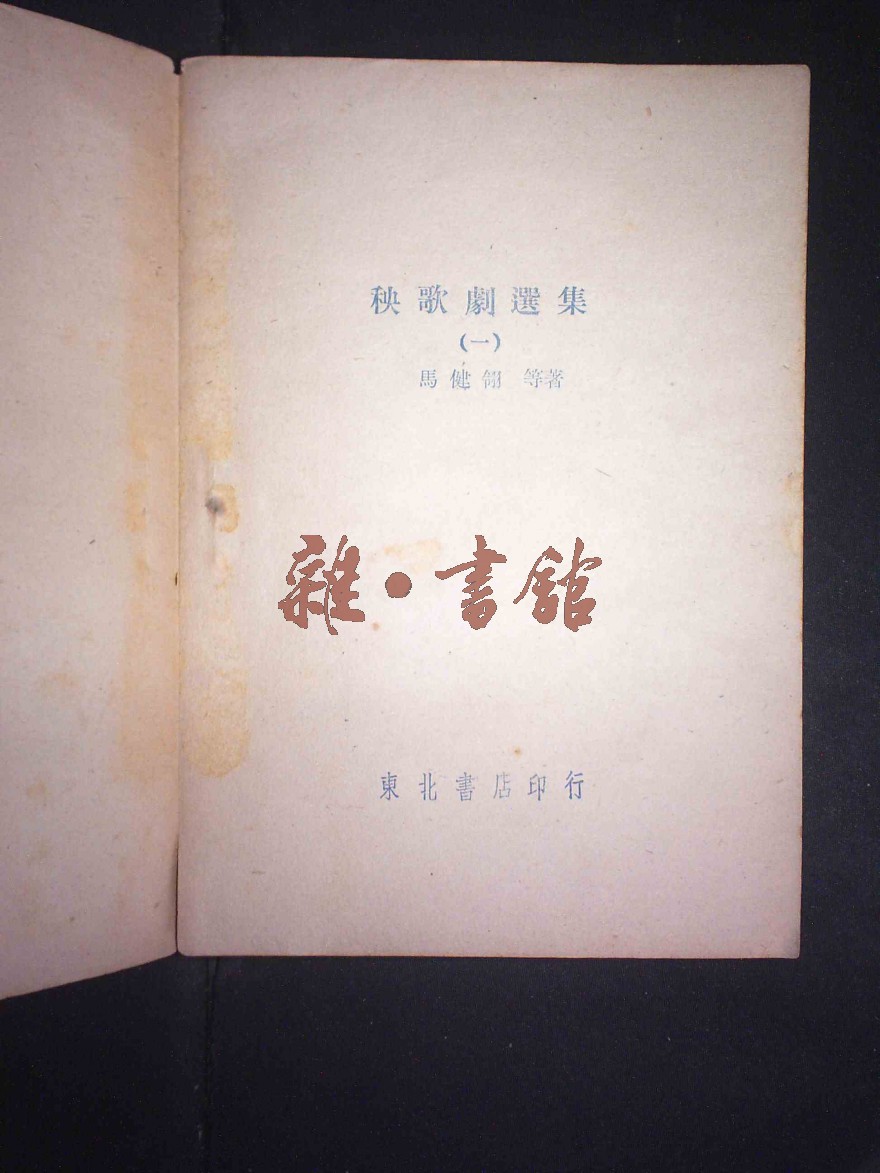 秧歌劇選集
(一)
馬健翎 等著
雜·書館
東北書店印行